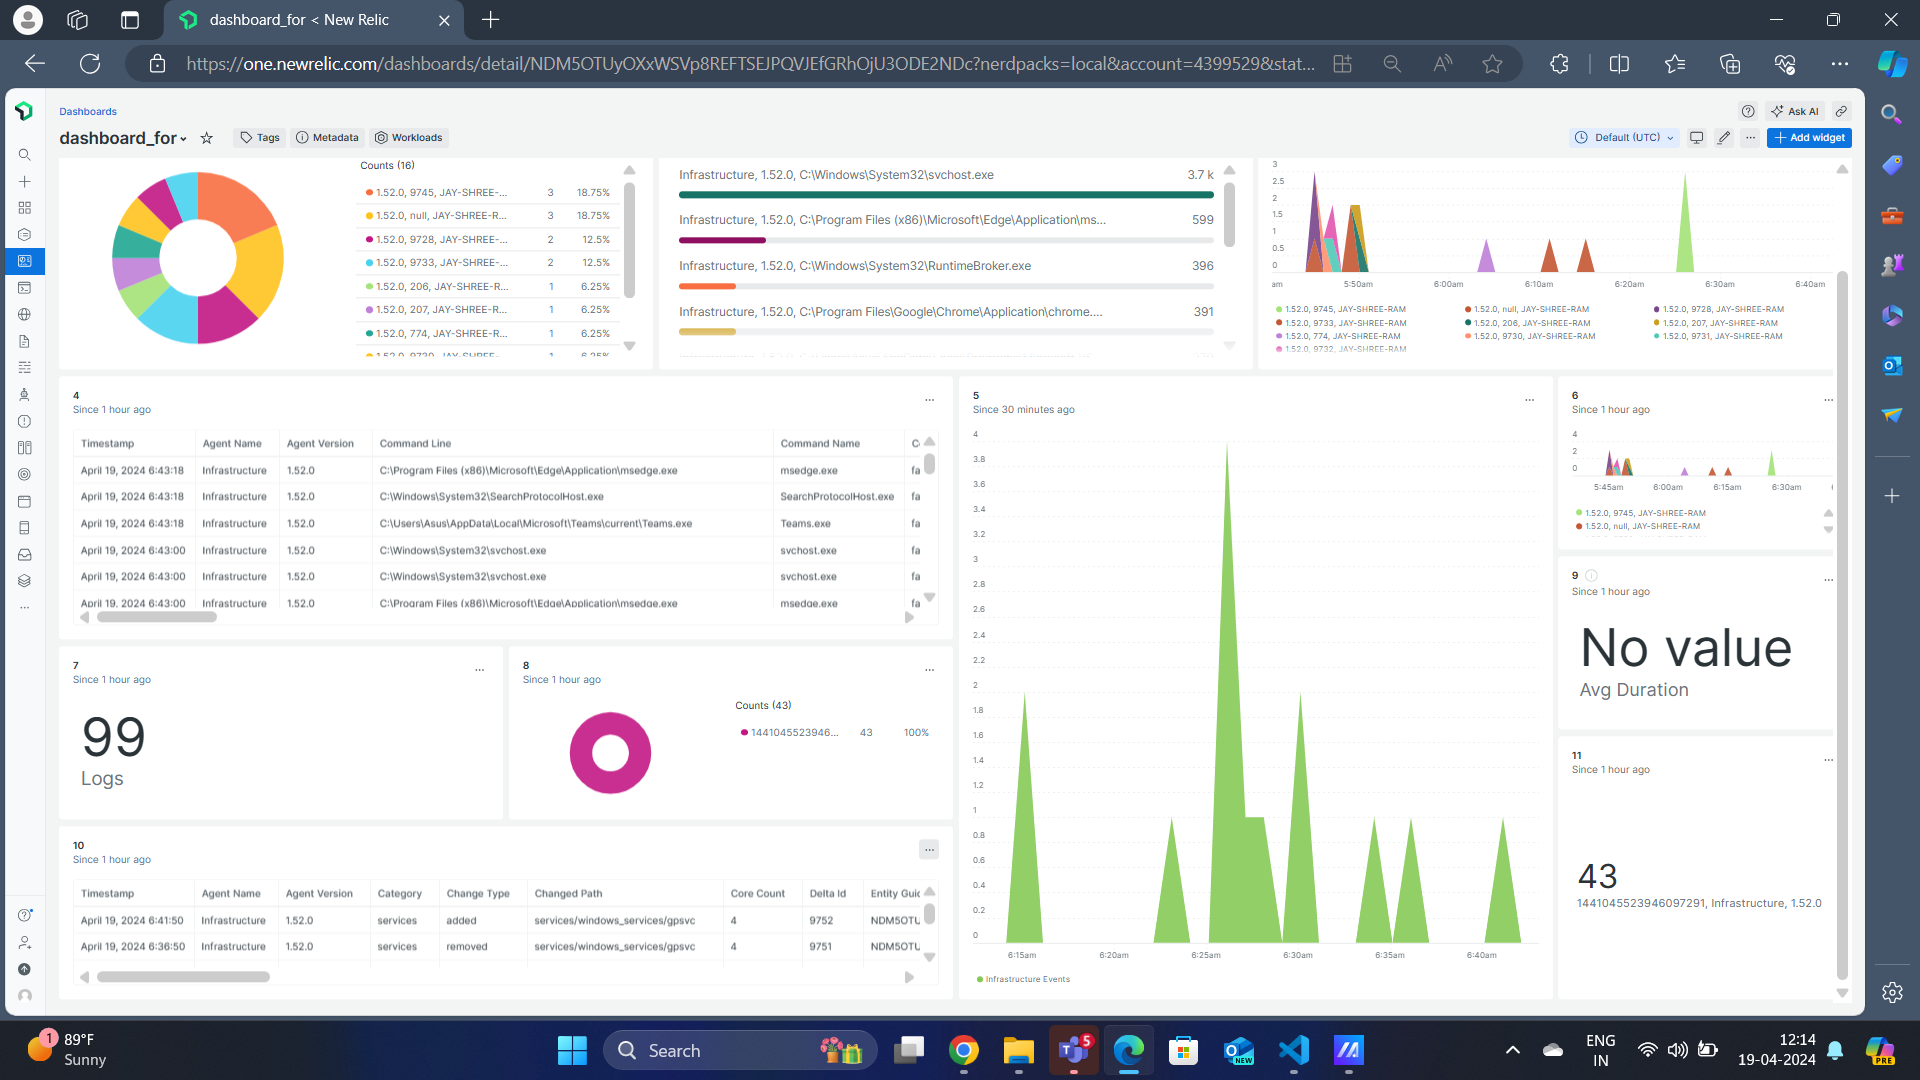 dashboard_for < New Relic
https://one.newrelic.com/dashboards/detail/NDM5OTUyOXxWSVp8REFTSEJPQVJEfGRhOjU3ODE2NDc?nerdpacks=local&account=4399529&stat...
Dashboards
Ask AI
dashboard_for
Tags
Metadata
Workloads
Default (UTC)
Add widget
Counts (16)
1.52.0, 9745, JAY-SHREE-... 3 18.75%
1.52.0, null, JAY-SHREE-R... 3 18.75%
1.52.0, 9728, JAY-SHREE-... 2 12.5%
1.52.0, 9733, JAY-SHREE-... 2 12.5%
1.52.0, 206, JAY-SHREE-R... 1 6.25%
1.52.0, 207, JAY-SHREE-R... 1 6.25%
1.52.0, 774, JAY-SHREE-R... 1 6.25%
1.52.0, 9730, JAY-SHREE-... 1 6.25%
Infrastructure, 1.52.0, C:\Windows\System32\svchost.exe 3.7 k
Infrastructure, 1.52.0, C:\Program Files (x86)\Microsoft\Edge\Application\ms... 599
Infrastructure, 1.52.0, C:\Windows\System32\RuntimeBroker.exe 396
Infrastructure, 1.52.0, C:\Program Files\Google\Chrome\Application\chrome.... 391
3
2.5
2
1.5
1
0.5
0
am 5:50am 6:00am 6:10am 6:20am 6:30am 6:40am
1.52.0, 9745, JAY-SHREE-RAM 1.52.0, null, JAY-SHREE-RAM 1.52.0, 9728, JAY-SHREE-RAM
1.52.0, 9733, JAY-SHREE-RAM 1.52.0, 206, JAY-SHREE-RAM 1.52.0, 207, JAY-SHREE-RAM
1.52.0, 774, JAY-SHREE-RAM 1.52.0, 9730, JAY-SHREE-RAM 1.52.0, 9731, JAY-SHREE-RAM
1.52.0, 9732, JAY-SHREE-RAM
4
Since 1 hour ago
Timestamp Agent Name Agent Version Command Line Command Name C
April 19, 2024 6:43:18 Infrastructure 1.52.0 C:\Program Files (x86)\Microsoft\Edge\Application\msedge.exe msedge.exe fa
April 19, 2024 6:43:18 Infrastructure 1.52.0 C:\Windows\System32\SearchProtocolHost.exe SearchProtocolHost.exe fa
April 19, 2024 6:43:18 Infrastructure 1.52.0 C:\Users\Asus\AppData\Local\Microsoft\Teams\current\Teams.exe Teams.exe fa
April 19, 2024 6:43:00 Infrastructure 1.52.0 C:\Windows\System32\svchost.exe svchost.exe fa
April 19, 2024 6:43:00 Infrastructure 1.52.0 C:\Windows\System32\svchost.exe svchost.exe fa
April 19, 2024 6:43:00 Infrastructure 1.52.0 C:\Program Files (x86)\Microsoft\Edge\Application\msedge.exe msedge.exe fa
5
Since 30 minutes ago
4
3.8
3.6
3.4
3.2
3
2.8
2.6
2.4
2.2
2
1.8
1.6
1.4
1.2
1
0.8
0.6
0.4
0.2
0
6:15am 6:20am 6:25am 6:30am 6:35am 6:40am
Infrastructure Events
6
Since 1 hour ago
4
2
0
5:45am 6:00am 6:15am 6:30am
1.52.0, 9745, JAY-SHREE-RAM
1.52.0, null, JAY-SHREE-RAM
9
Since 1 hour ago
No value
Avg Duration
7
Since 1 hour ago
99
Logs
8
Since 1 hour ago
Counts (43)
1441045523946... 43 100%
11
Since 1 hour ago
43
1441045523946097291, Infrastructure, 1.52.0
10
Since 1 hour ago
Timestamp Agent Name Agent Version Category Change Type Changed Path Core Count Delta Id Entity Guid
April 19, 2024 6:41:50 Infrastructure 1.52.0 services added services/windows_services/gpsvc 4 9752 NDM5OTU
April 19, 2024 6:36:50 Infrastructure 1.52.0 services removed services/windows_services/gpsvc 4 9751 NDM5OTU
1
89°F
Sunny
Search
5
NEW
ENG
IN
12:14
19-04-2024
PRE